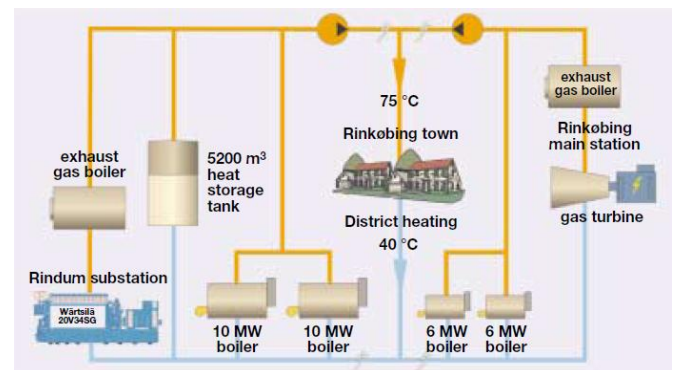 exhaust
gas boiler
75 °C
Rinkøbing town
Rinkøbing
main station
exhaust
gas boiler
5200 m³
heat
storage
tank
District heating
40 °C
gas turbine
Rindum substation
Wärtsilä
20V34SG
10 MW
boiler
10 MW
boiler
6 MW
boiler
6 MW
boiler